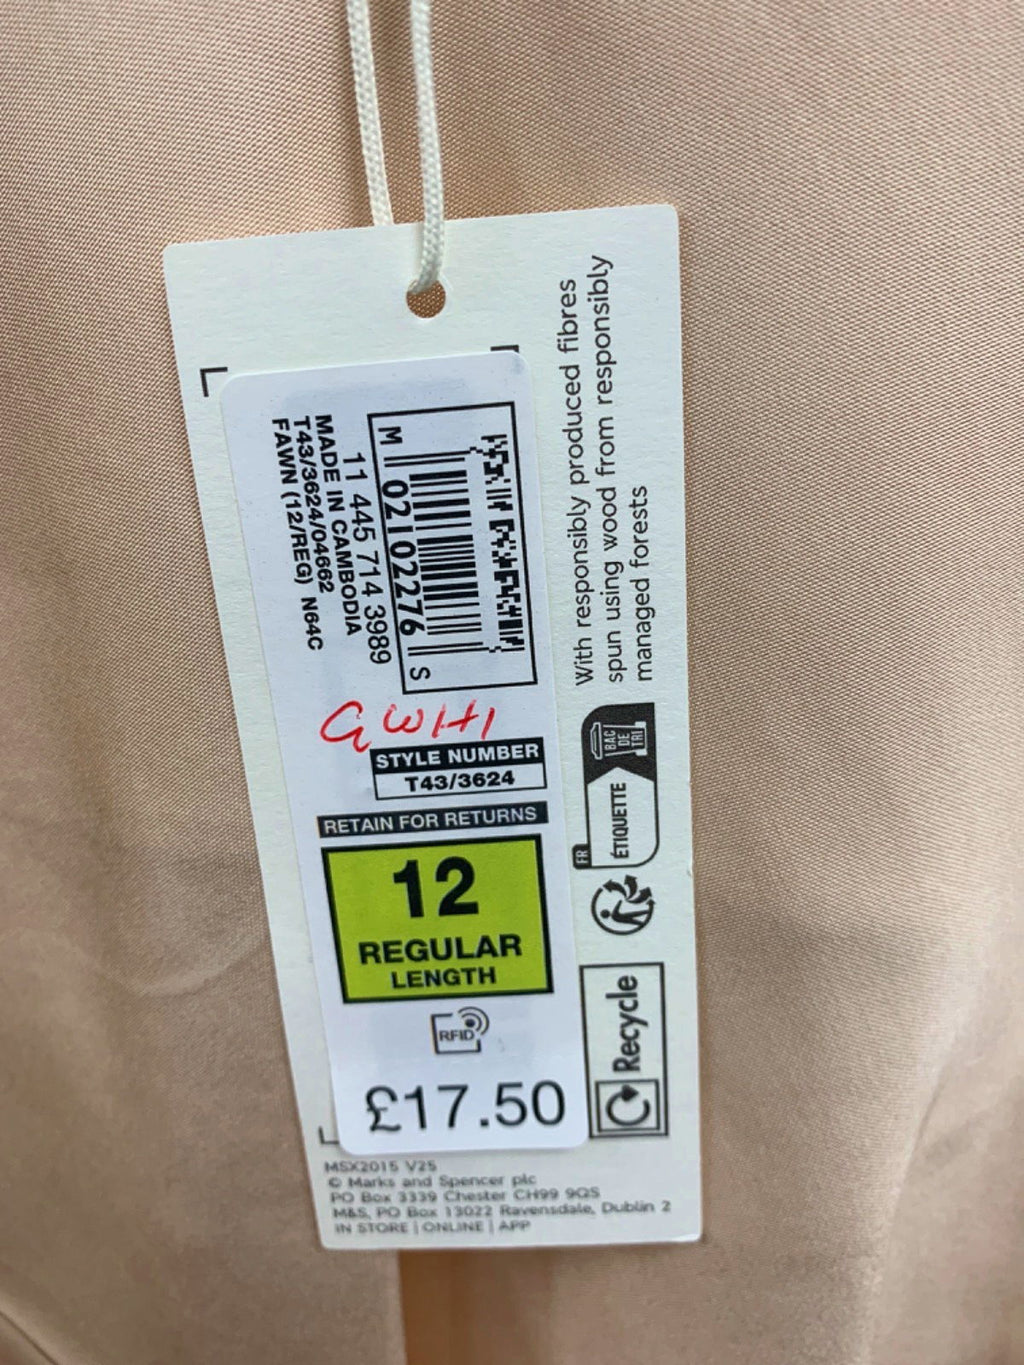 M 02102276 S
11 445 714 3989
MADE IN CAMBODIA
T43/3624/04662
FAWN (12/REG) N64C
GWH1
STYLE NUMBER
T43/3624
RETAIN FOR RETURNS
12
REGULAR
LENGTH
RFID
£17.50
With responsibly produced fibres
spun using wood from responsibly
managed forests
FR
ÉTIQUETTE
BAC
DE
TRI
Recycle
MSX2015 V25
© Marks and Spencer plc
PO Box 3339 Chester CH99 9QS
M&S, PO Box 13022 Ravensdale, Dublin 2
IN STORE | ONLINE | APP